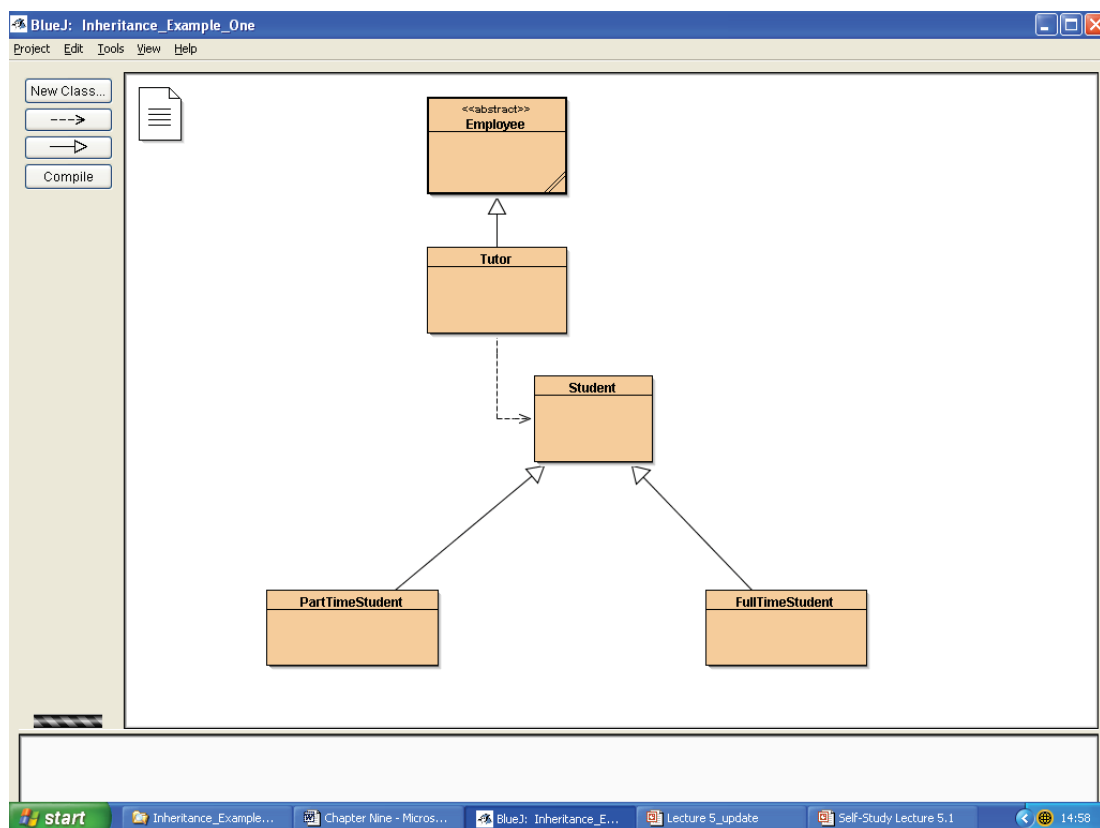 BlueJ: Inheritance_Example_One
Project Edit Tools View Help
New Class...
Compile
<<abstract>>
Employee
Tutor
Student
PartTimeStudent
FullTimeStudent
start
Inheritance_Example...
Chapter Nine - Micros...
BlueJ: Inheritance_E...
Lecture 5_update
Self-Study Lecture 5.1
14:58